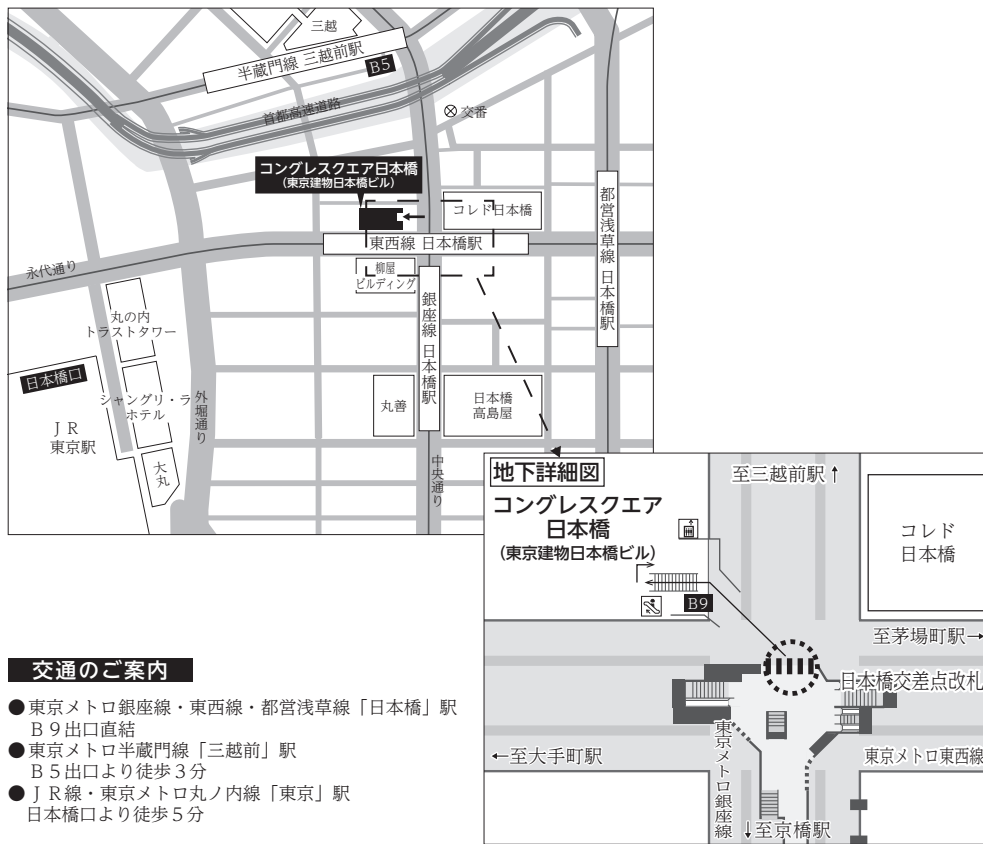 三越
半蔵門線 三越前駅
B5
首都高速道路
交番
コングレスクエア日本橋
(東京建物日本橋ビル)
コレド日本橋
都営浅草線 日本橋駅
東西線 日本橋駅
永代通り
柳屋
ビルディング
銀座線 日本橋駅
丸の内
トラストタワー
日本橋口
シャングリ・ラ
ホテル
外堀通り
丸善
日本橋
高島屋
ＪＲ
東京駅
大丸
中央通り
地下詳細図
至三越前駅↑
コングレスクエア
日本橋
(東京建物日本橋ビル)
コレド
日本橋
B9
至茅場町駅→
日本橋交差点改札
←至大手町駅
東京メトロ銀座線
東京メトロ東西線
↓至京橋駅
交通のご案内
●東京メトロ銀座線・東西線・都営浅草線「日本橋」駅
Ｂ９出口直結
●東京メトロ半蔵門線「三越前」駅
Ｂ５出口より徒歩３分
●ＪＲ線・東京メトロ丸ノ内線「東京」駅
日本橋口より徒歩５分